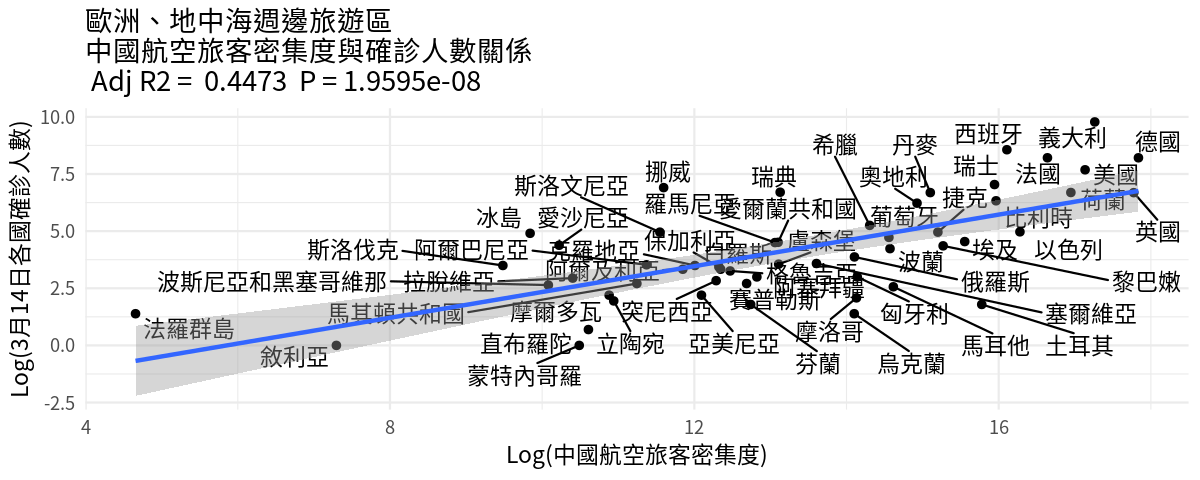 歐洲、地中海週邊旅遊區
中國航空旅客密集度與確診人數關係
Adj R2 = 0.4473 P = 1.9595e-08
Log(3月14日各國確診人數)
10.0
7.5
5.0
2.5
0.0
-2.5
希臘
丹麥
西班牙
義大利
德國
挪威
瑞典
奧地利
瑞士
法國
美國
斯洛文尼亞
羅馬尼亞
愛爾蘭共和國
捷克
荷蘭
冰島
愛沙尼亞
葡萄牙
比利時
英國
斯洛伐克
阿爾巴尼亞
克羅地亞
保加利亞
白羅斯
盧森堡
波蘭
埃及
以色列
波斯尼亞和黑塞哥維那
拉脫維亞
阿爾及利亞
格魯吉亞
阿塞拜疆
俄羅斯
黎巴嫩
法羅群島
馬其頓共和國
摩爾多瓦
突尼西亞
賽普勒斯
匈牙利
塞爾維亞
敘利亞
直布羅陀
立陶宛
亞美尼亞
摩洛哥
馬耳他
土耳其
蒙特內哥羅
芬蘭
烏克蘭
4
8
12
16
Log(中國航空旅客密集度)